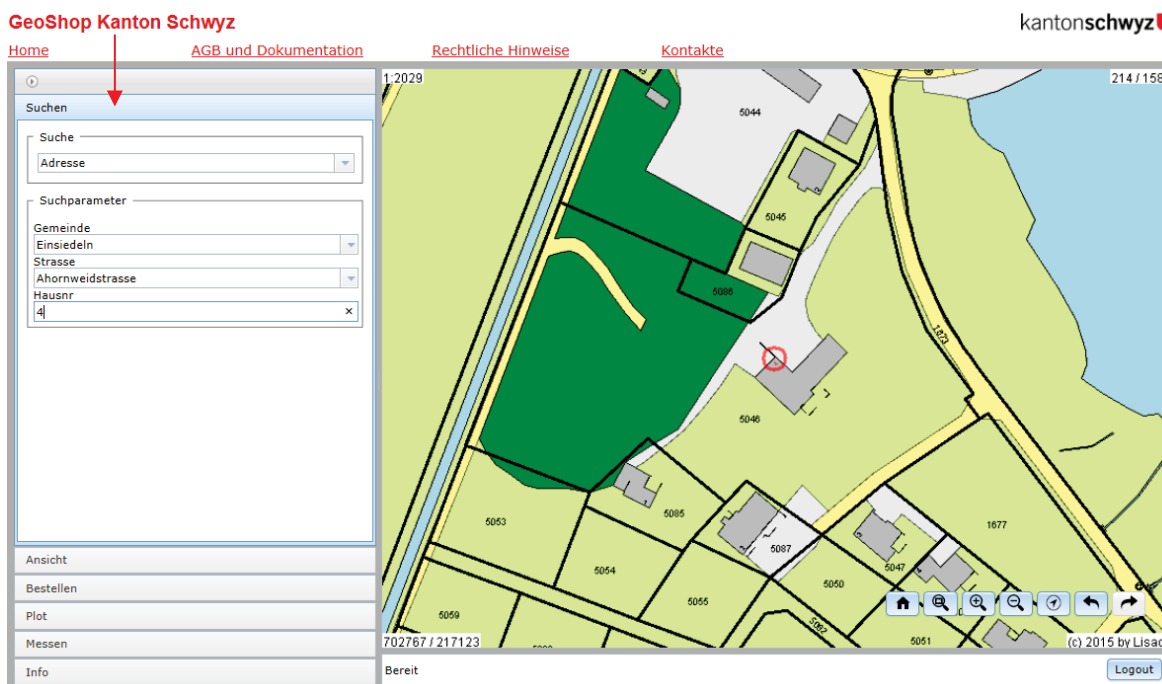 GeoShop Kanton Schwyz
kantonschwyz
Home AGB und Dokumentation Rechtliche Hinweise Kontakte
Suchen
Suche
Adresse
Suchparameter
Gemeinde
Einsiedeln
Strasse
Ahornweidstrasse
Hausnr
4
Ansicht
Bestellen
Plot
Messen
Info
1:2029
214 / 158
5044
5045
5086
1673
5046
5053
5085
1677
5087
5047
5054
5050
5055
5059
5062
5051
702767 / 217123
(c) 2015 by Lisag
Bereit
Logout